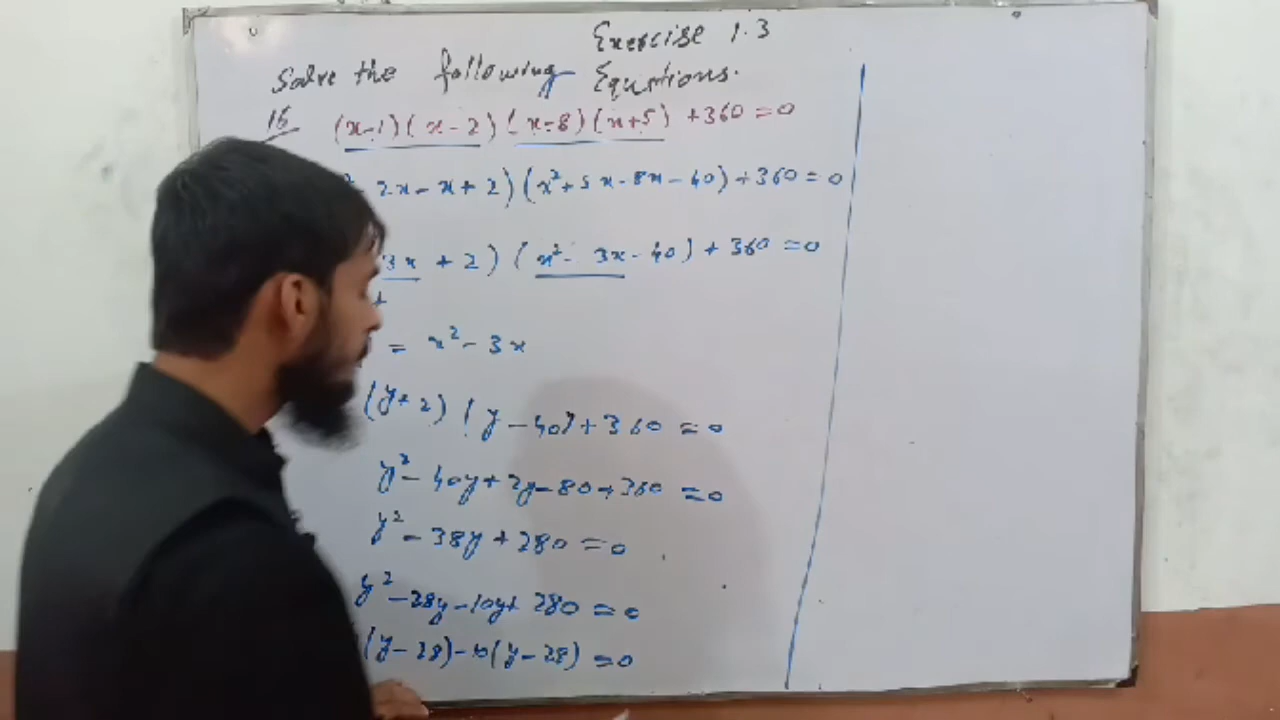 Exercise 1.3
Solve the following Equations.
16 (x-1)(x-2)(x-8)(x+5) +360=0
2x-x+2)(x²+5x-8x-40)+360=0
3x+2)(x²-3x-40)+360=0
= x²-3x
(y+2)(y-40)+360=0
y²-40y+2y-80+360=0
y²-38y+280=0
y²-28y-10y+280=0
(y-28)-10(y-28)=0